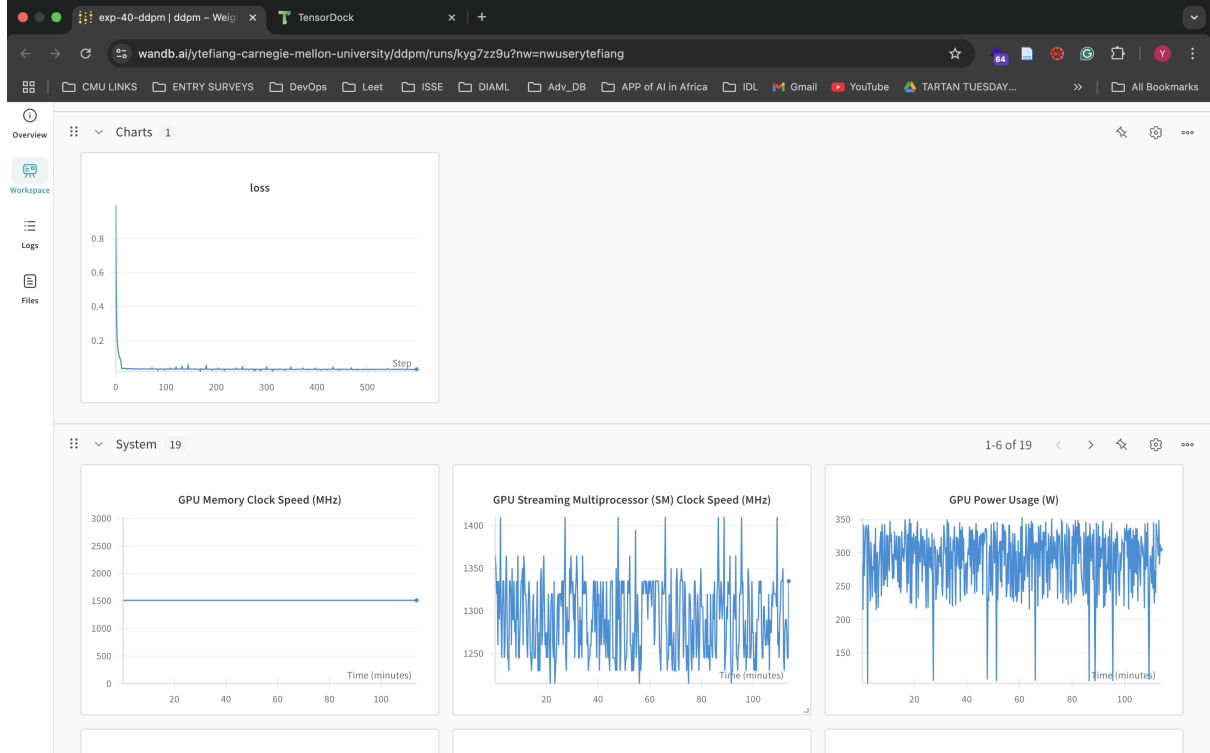 exp-40-ddpm | ddpm – Weig
TensorDock
wandb.ai/ytefiang-carnegie-mellon-university/ddpm/runs/kyg7zz9u?nw=nwuserytefiang
64
Y
CMU LINKS
ENTRY SURVEYS
DevOps
Leet
ISSE
DIAML
Adv_DB
APP of AI in Africa
IDL
Gmail
YouTube
TARTAN TUESDAY...
All Bookmarks
Overview
Workspace
Logs
Files
Charts 1
loss
0.8
0.6
0.4
0.2
Step
0 100 200 300 400 500
System 19
1-6 of 19
GPU Memory Clock Speed (MHz)
3000
2500
2000
1500
1000
500
0
Time (minutes)
20 40 60 80 100
GPU Streaming Multiprocessor (SM) Clock Speed (MHz)
1400
1350
1300
1250
Time (minutes)
20 40 60 80 100
GPU Power Usage (W)
350
300
250
200
150
Time (minutes)
20 40 60 80 100